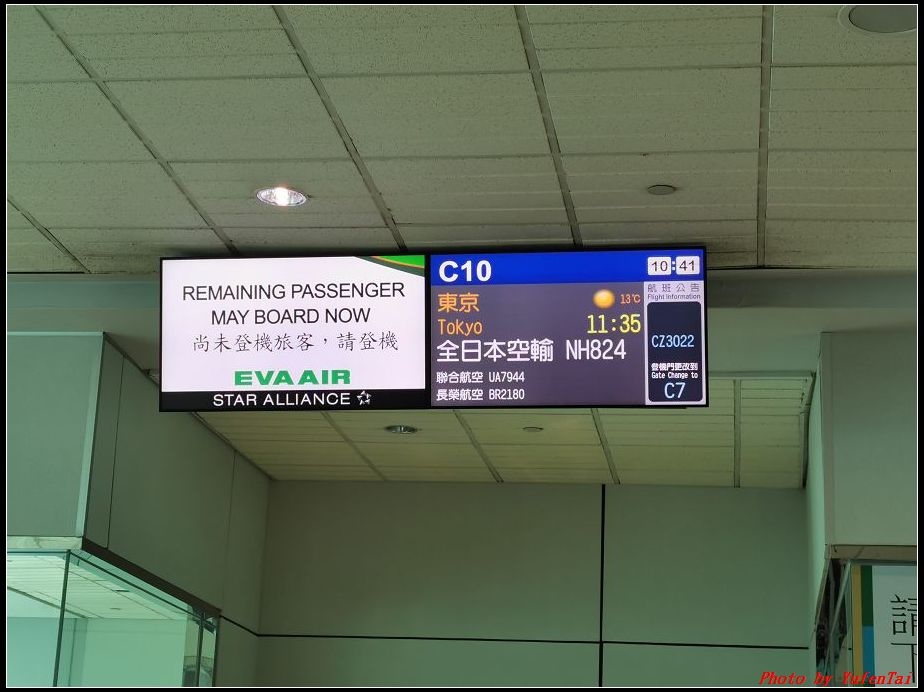 REMAINING PASSENGER
MAY BOARD NOW
尚未登機旅客，請登機
EVA AIR
STAR ALLIANCE
C10
10:41
東京
13℃
Tokyo
11:35
全日本空輸 NH824
聯合航空 UA7944
長榮航空 BR2180
航班公告
Flight Information
CZ3022
登機門更改到
Gate Change to
C7
請
下
Photo by YufenTai